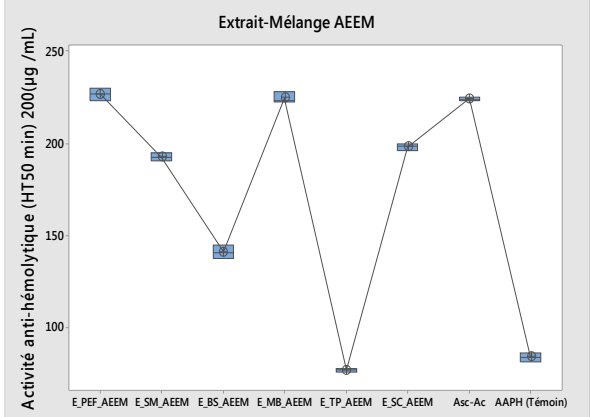 Extrait-Mélange AEEM
Activité anti-hémolytique (HT50 min) 200(µg /mL)
250
200
150
100
E_PEF_AEEM E_SM_AEEM E_BS_AEEM E_MB_AEEM E_TP_AEEM E_SC_AEEM Asc-Ac AAPH (Témoin)